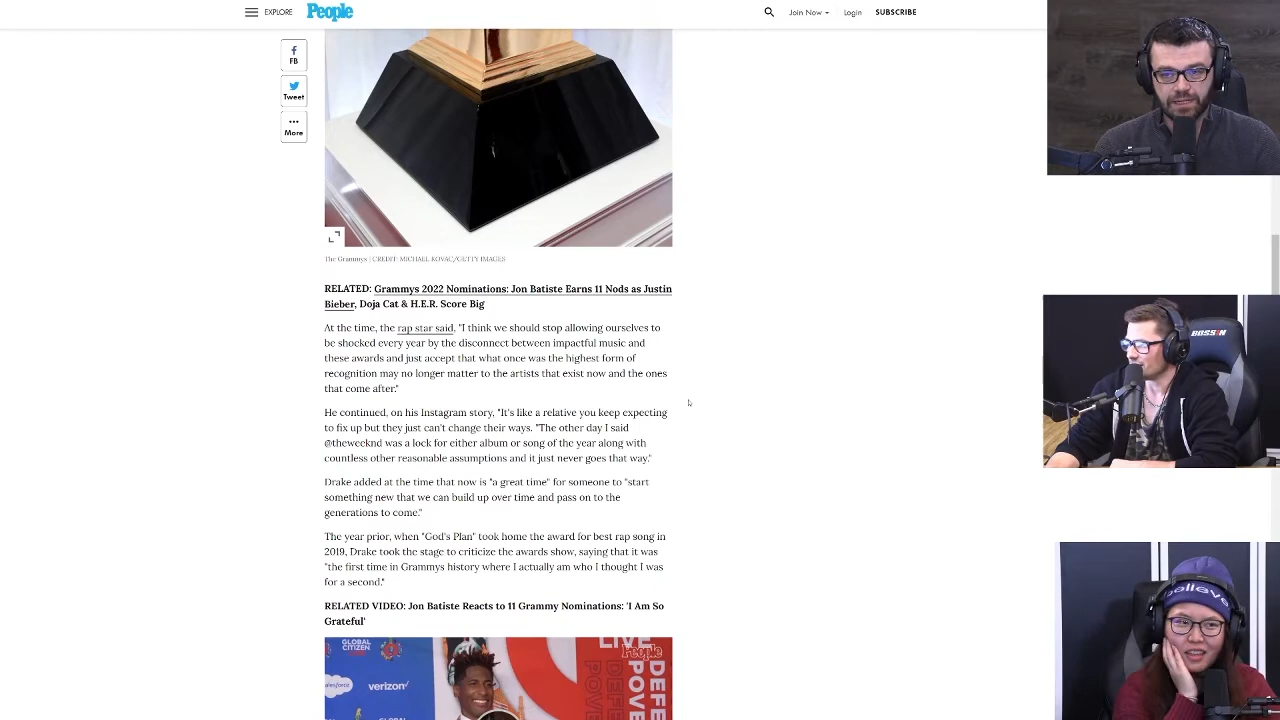 EXPLORE
People
Join Now
Login
SUBSCRIBE
FB
Tweet
More
The Grammys | CREDIT: MICHAEL KOVAC/GETTY IMAGES
RELATED: Grammys 2022 Nominations: Jon Batiste Earns 11 Nods as Justin
Bieber, Doja Cat & H.E.R. Score Big
At the time, the rap star said, "I think we should stop allowing ourselves to
be shocked every year by the disconnect between impactful music and
these awards and just accept that what once was the highest form of
recognition may no longer matter to the artists that exist now and the ones
that come after."
He continued, on his Instagram story, "It's like a relative you keep expecting
to fix up but they just can't change their ways. "The other day I said
@theweeknd was a lock for either album or song of the year along with
countless other reasonable assumptions and it just never goes that way."
Drake added at the time that now is "a great time" for someone to "start
something new that we can build up over time and pass on to the
generations to come."
The year prior, when "God's Plan" took home the award for best rap song in
2019, Drake took the stage to criticize the awards show, saying that it was
"the first time in Grammys history where I actually am who I thought I was
for a second."
RELATED VIDEO: Jon Batiste Reacts to 11 Grammy Nominations: 'I Am So
Grateful'
GLOBAL
CITIZEN
LIVE
People
salesforce
verizon
GLOBAL
DEFE
POVE
DEFE
POVE
BOSSIN
believe